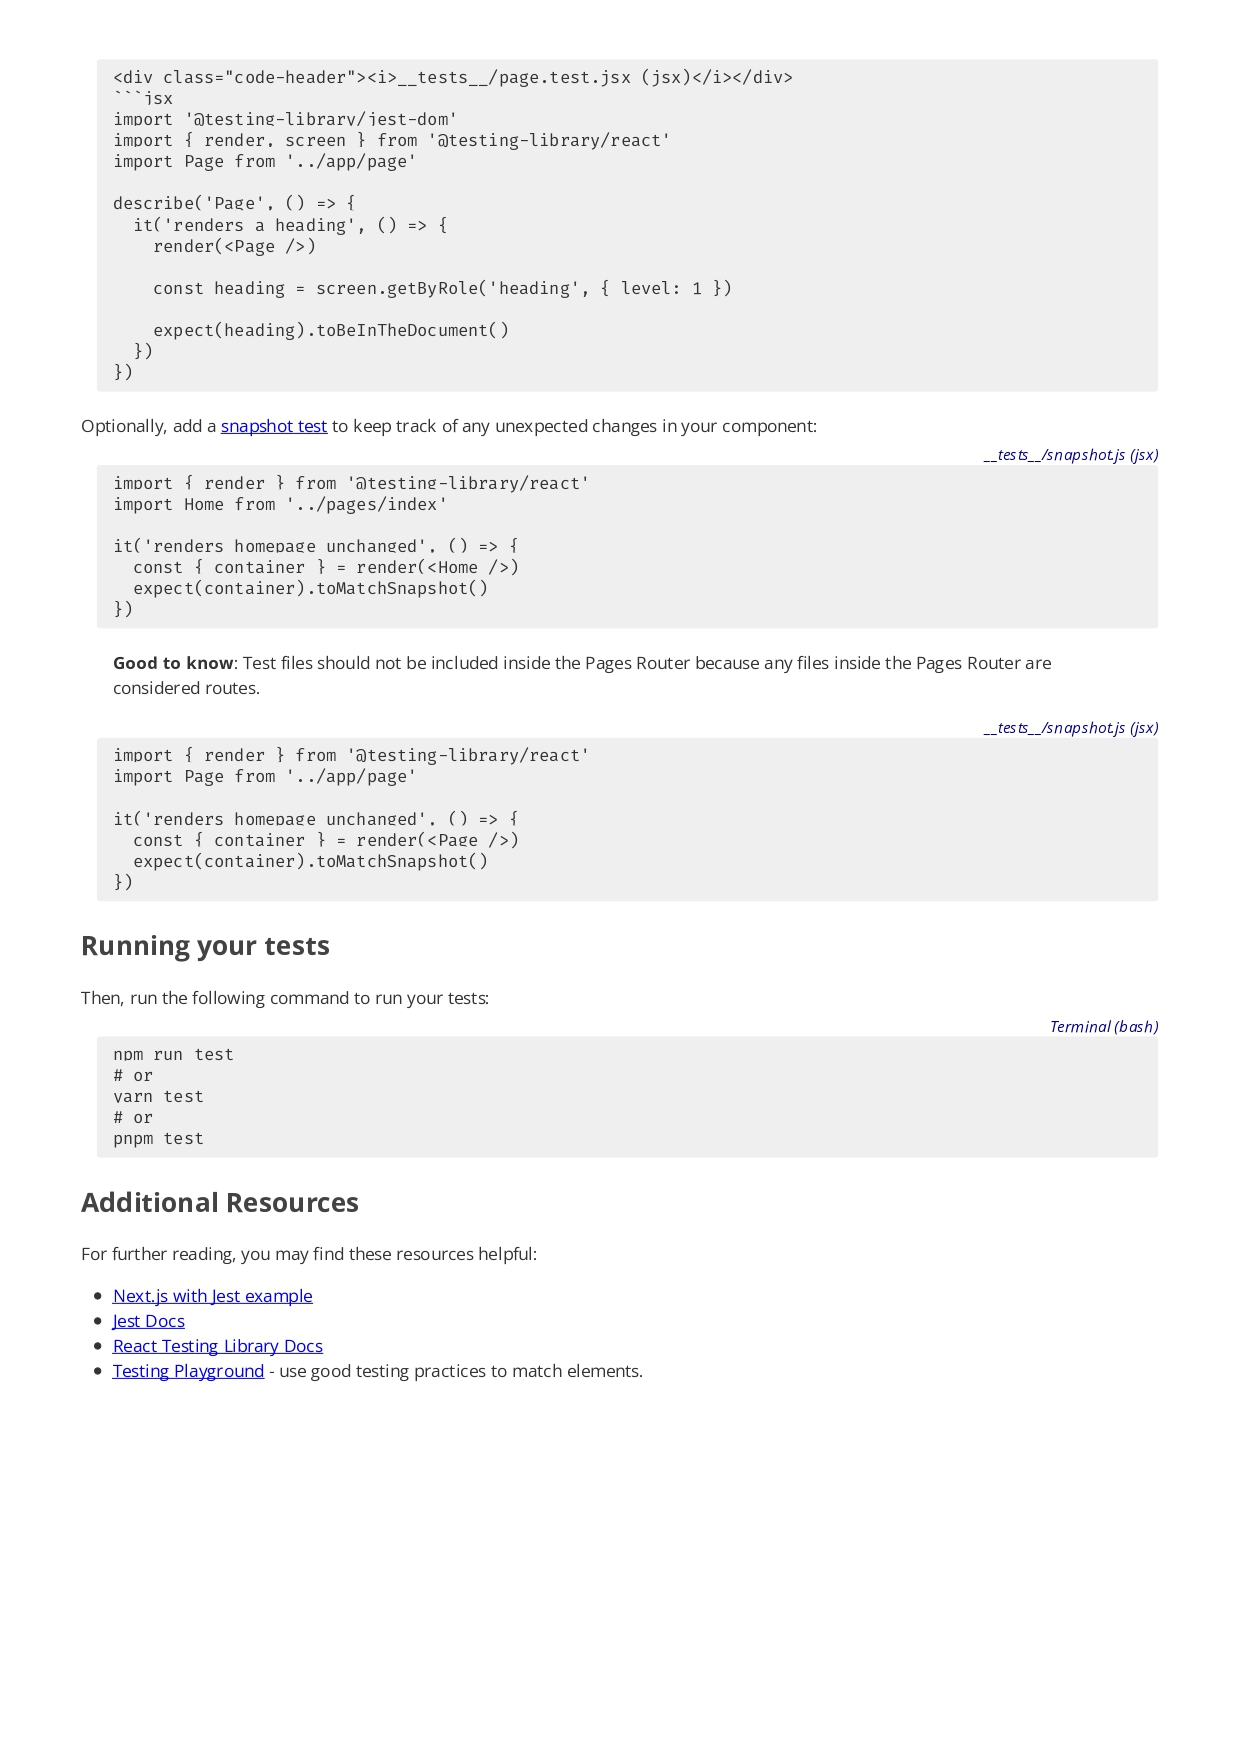 <div class="code-header"><i>__tests__/page.test.jsx (jsx)</i></div>
```jsx
import '@testing-library/jest-dom'
import { render, screen } from '@testing-library/react'
import Page from '../app/page'

describe('Page', () => {
  it('renders a heading', () => {
    render(<Page />)

    const heading = screen.getByRole('heading', { level: 1 })

    expect(heading).toBeInTheDocument()
  })
})
Optionally, add a snapshot test to keep track of any unexpected changes in your component:
__tests__/snapshot.js (jsx)
import { render } from '@testing-library/react'
import Home from '../pages/index'

it('renders homepage unchanged', () => {
  const { container } = render(<Home />)
  expect(container).toMatchSnapshot()
})
Good to know: Test files should not be included inside the Pages Router because any files inside the Pages Router are
considered routes.
__tests__/snapshot.js (jsx)
import { render } from '@testing-library/react'
import Page from '../app/page'

it('renders homepage unchanged', () => {
  const { container } = render(<Page />)
  expect(container).toMatchSnapshot()
})
Running your tests
Then, run the following command to run your tests:
Terminal (bash)
npm run test
# or
yarn test
# or
pnpm test
Additional Resources
For further reading, you may find these resources helpful:
• Next.js with Jest example
• Jest Docs
• React Testing Library Docs
• Testing Playground - use good testing practices to match elements.